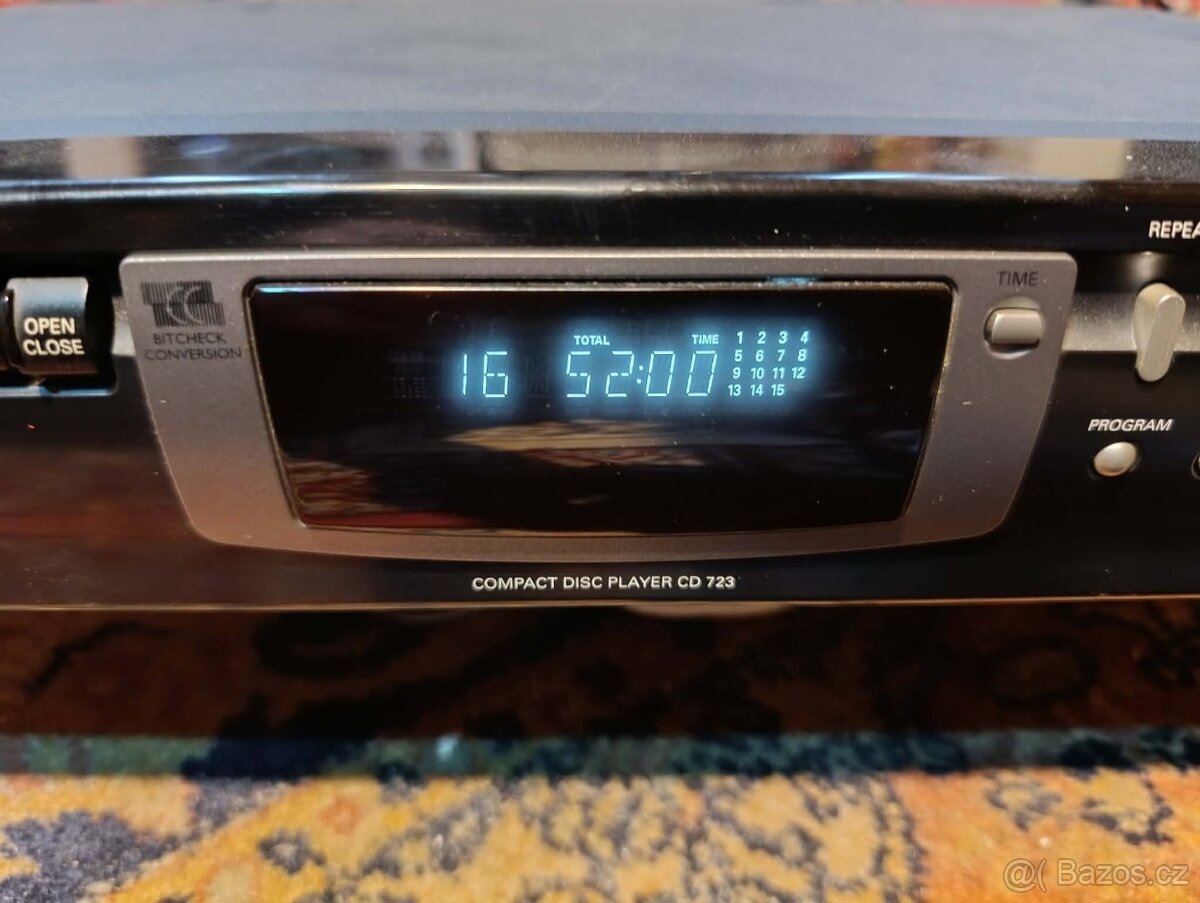 REPEA
TIME
OPEN
CLOSE
BITCHECK
CONVERSION
TOTAL TIME
16 52:00
1 2 3 4
5 6 7 8
9 10 11 12
13 14 15
PROGRAM
COMPACT DISC PLAYER CD 723
@( Bazos.cz